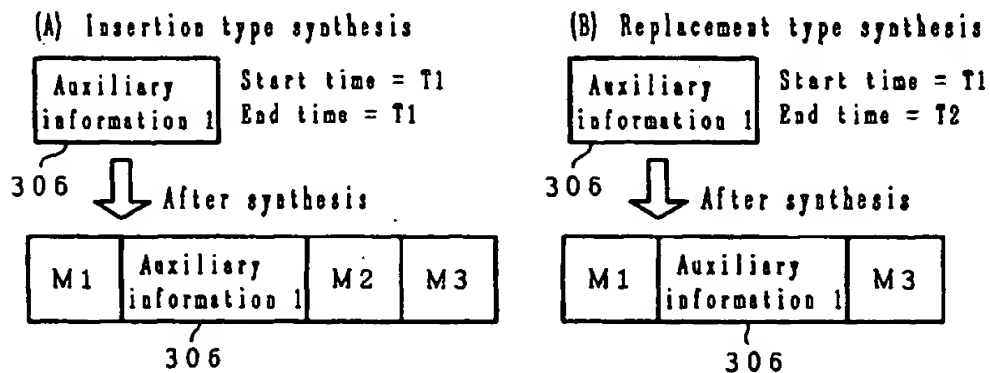 (A) Insertion type synthesis
Auxiliary
information 1
Start time = T1
End time = T1
306
After synthesis
M1
Auxiliary
information 1
M2
M3
306
(B) Replacement type synthesis
Auxiliary
information 1
Start time = T1
End time = T2
306
After synthesis
M1
Auxiliary
information 1
M3
306